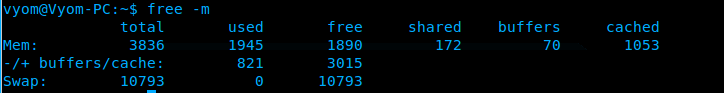 vyom@Vyom-PC:~$ free -m
             total       used       free     shared    buffers     cached
Mem:          3836       1945       1890        172         70       1053
-/+ buffers/cache:        821       3015
Swap:        10793          0      10793